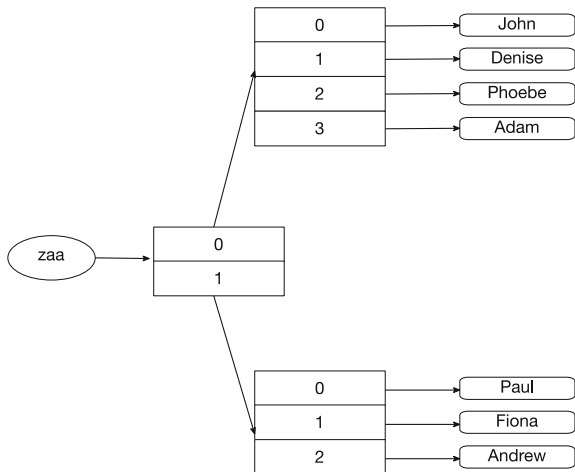 0 John
1 Denise
2 Phoebe
3 Adam
zaa
0
1
0 Paul
1 Fiona
2 Andrew